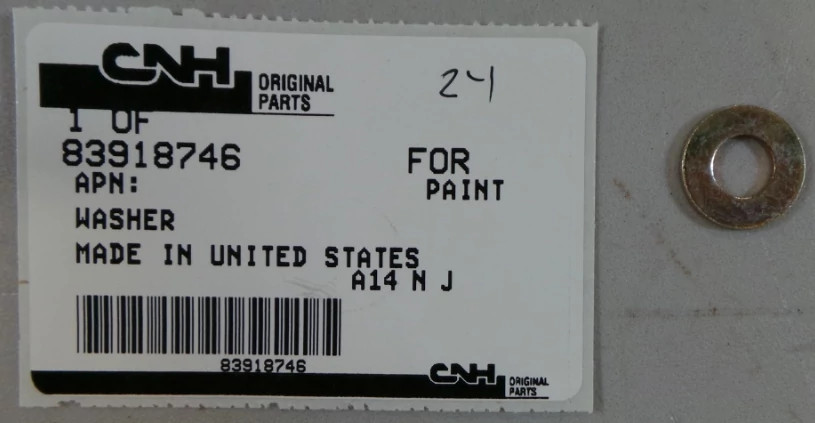 CNH ORIGINAL PARTS
24
1 OF
83918746 FOR
APN: PAINT
WASHER
MADE IN UNITED STATES
A14 N J
83918746
CNH ORIGINAL PARTS